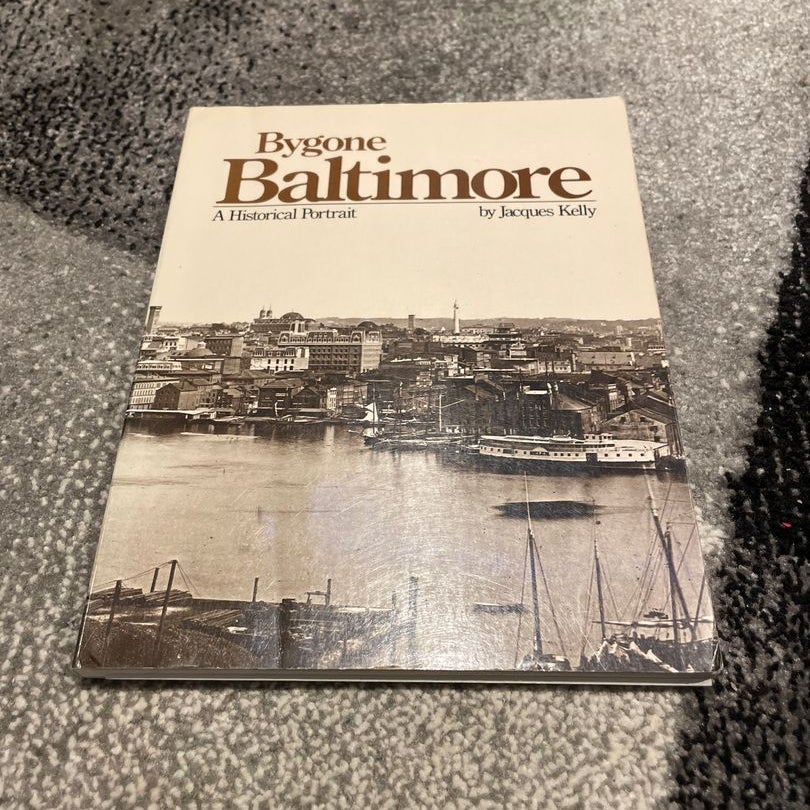 Bygone
Baltimore
A Historical Portrait by Jacques Kelly